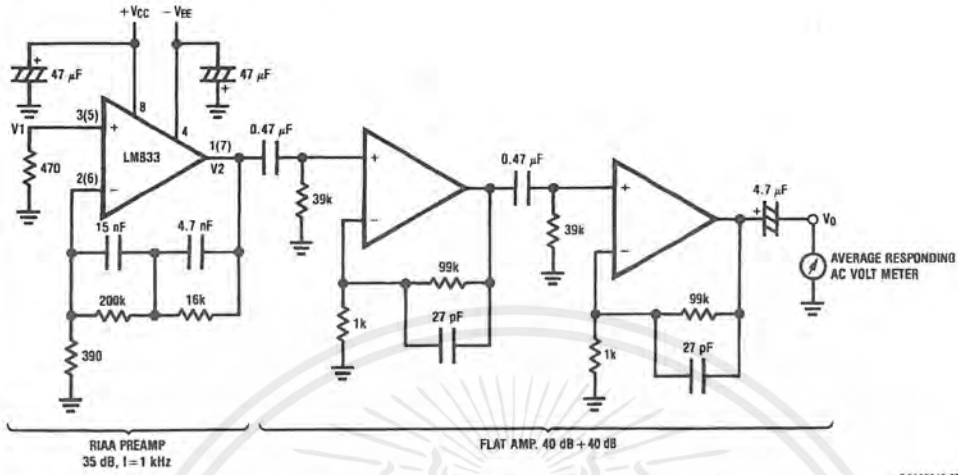 +VCC
−VEE
+
47 µF
47 µF
+
8
3(5)
V1
+
4
LM833
1(7)
V2
470
2(6)
−
0.47 µF
39k
15 nF
4.7 nF
200k
16k
390
+
−
99k
27 pF
1k
0.47 µF
39k
+
−
99k
27 pF
1k
4.7 µF
+
VO
AVERAGE RESPONDING
AC VOLT METER
RIAA PREAMP
35 dB, f=1 kHz
FLAT AMP. 40 dB+40 dB